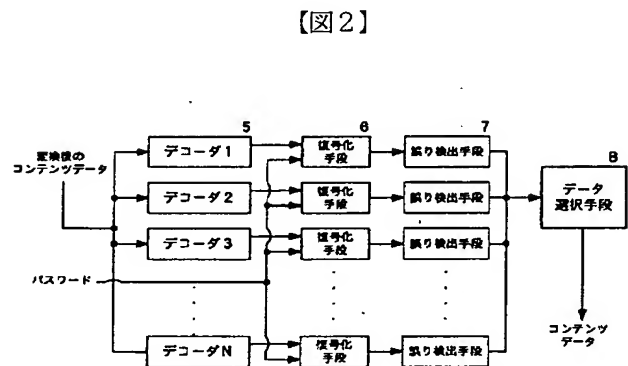 【図２】
5
6
7
8
変換後の
コンテンツデータ
デコーダ１
復号化
手段
誤り検出手段
データ
選択手段
デコーダ２
復号化
手段
誤り検出手段
デコーダ３
復号化
手段
誤り検出手段
パスワード
デコーダN
復号化
手段
誤り検出手段
コンテンツ
データ